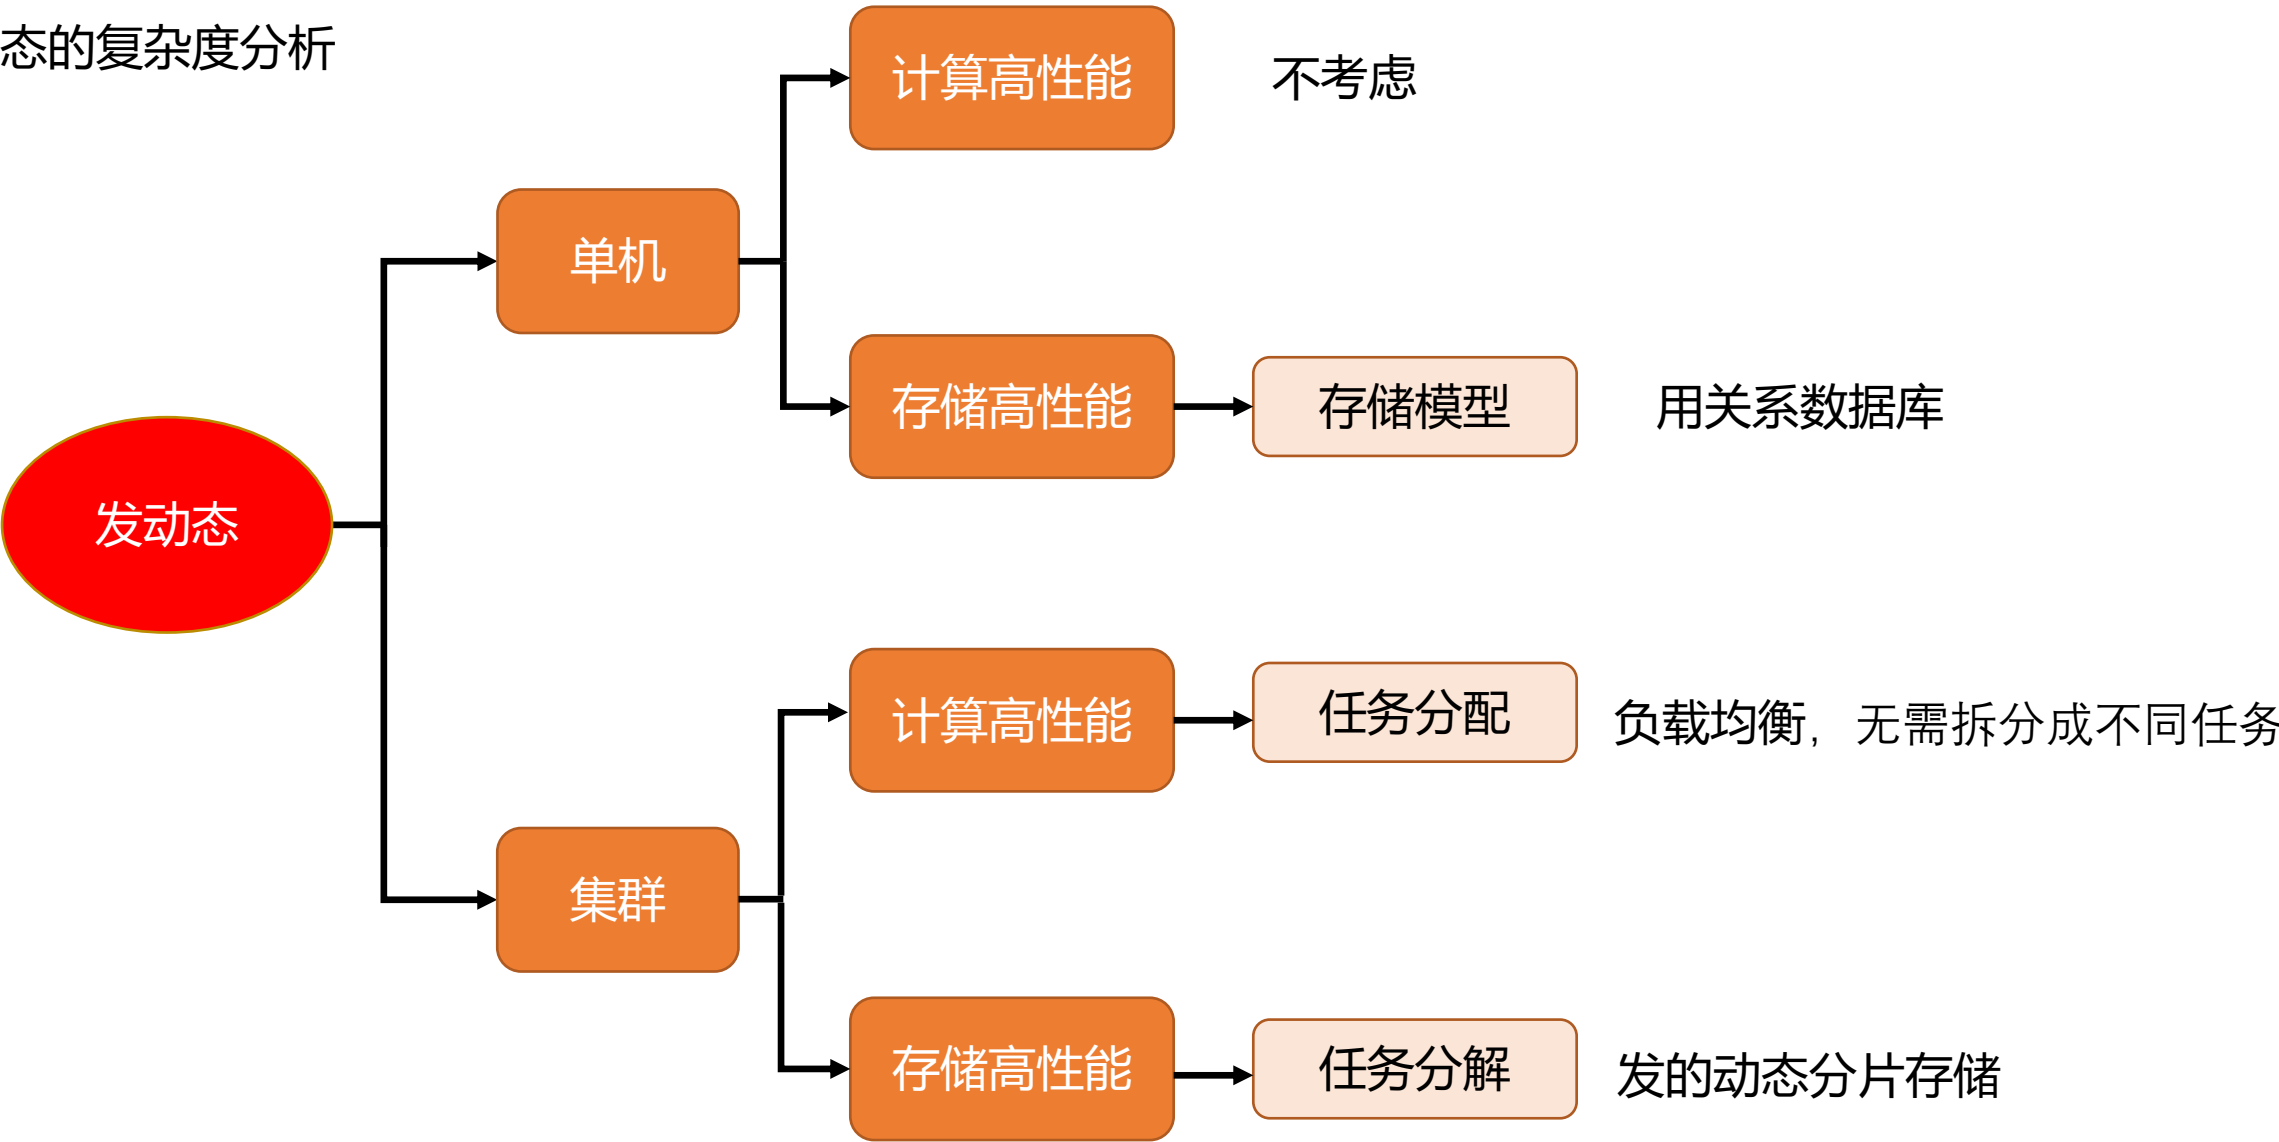 态的复杂度分析
计算高性能
不考虑
单机
存储高性能
存储模型
用关系数据库
发动态
计算高性能
任务分配
负载均衡，无需拆分成不同任务
集群
存储高性能
任务分解
发的动态分片存储